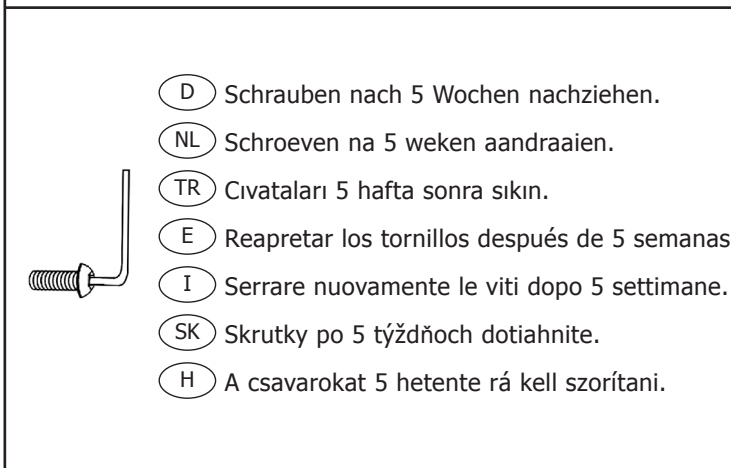 D Schrauben nach 5 Wochen nachziehen.
NL Schroeven na 5 weken aandraaien.
TR Cıvataları 5 hafta sonra sıkın.
E Reapretar los tornillos después de 5 semanas
I Serrare nuovamente le viti dopo 5 settimane.
SK Skrutky po 5 týždňoch dotiahnite.
H A csavarokat 5 hetente rá kell szorítani.